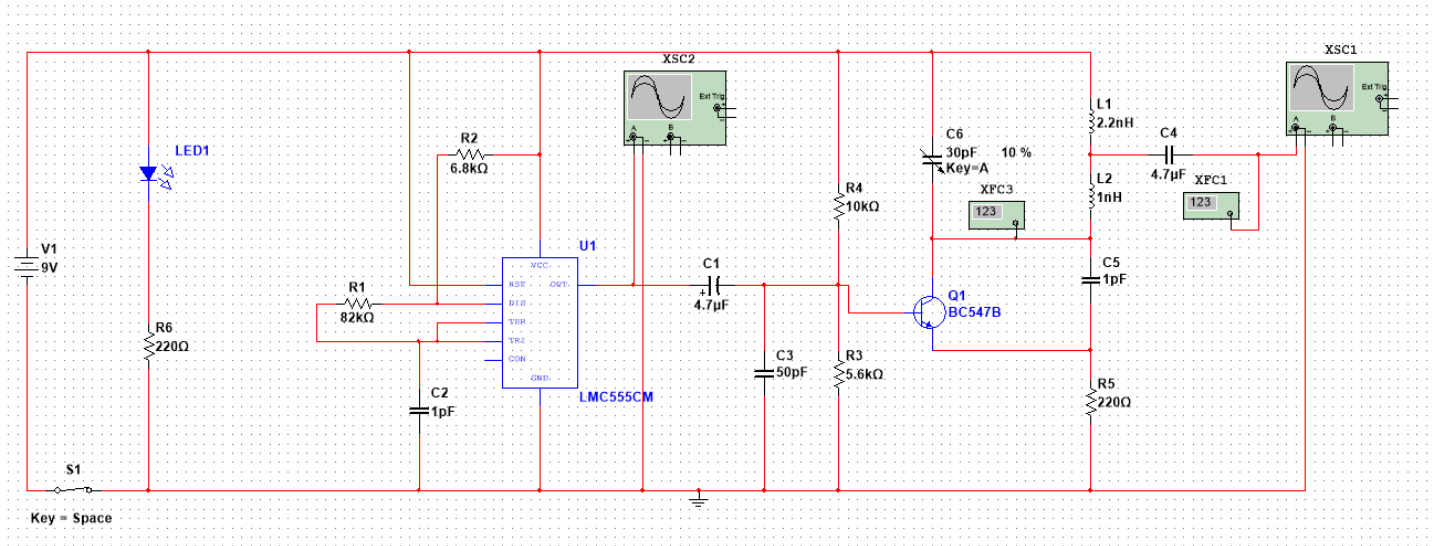 XSC2
Ext Trig
A
B
XSC1
Ext Trig
A
B
LED1
R2
6.8kΩ
L1
2.2nH
C6
30pF 10 %
Key=A
C4
4.7µF
R4
10kΩ
L2
1nH
XFC3
123
XFC1
123
V1
9V
U1
VCC
RST
OUT
DIS
THR
TRI
CON
GND
LMC555CM
R1
82kΩ
C1
4.7µF
C5
1pF
Q1
BC547B
R6
220Ω
C3
50pF
R3
5.6kΩ
C2
1pF
R5
220Ω
S1
Key = Space